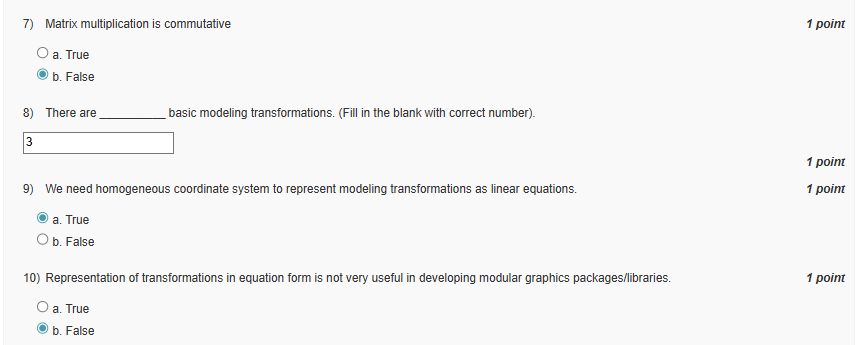 7) Matrix multiplication is commutative 1 point
a. True
b. False
8) There are __________ basic modeling transformations. (Fill in the blank with correct number).
3
1 point
9) We need homogeneous coordinate system to represent modeling transformations as linear equations. 1 point
a. True
b. False
10) Representation of transformations in equation form is not very useful in developing modular graphics packages/libraries. 1 point
a. True
b. False